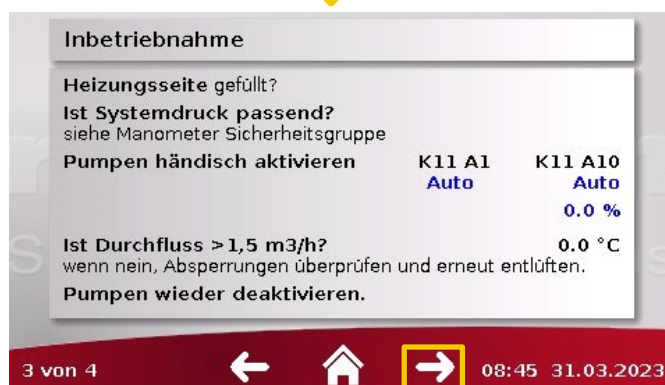 Inbetriebnahme
Heizungsseite gefüllt?
Ist Systemdruck passend?
siehe Manometer Sicherheitsgruppe
Pumpen händisch aktivieren K11 A1 K11 A10
Auto Auto
0.0 %
Ist Durchfluss >1,5 m3/h? 0.0 °C
wenn nein, Absperrungen überprüfen und erneut entlüften.
Pumpen wieder deaktivieren.
3 von 4 08:45 31.03.2023